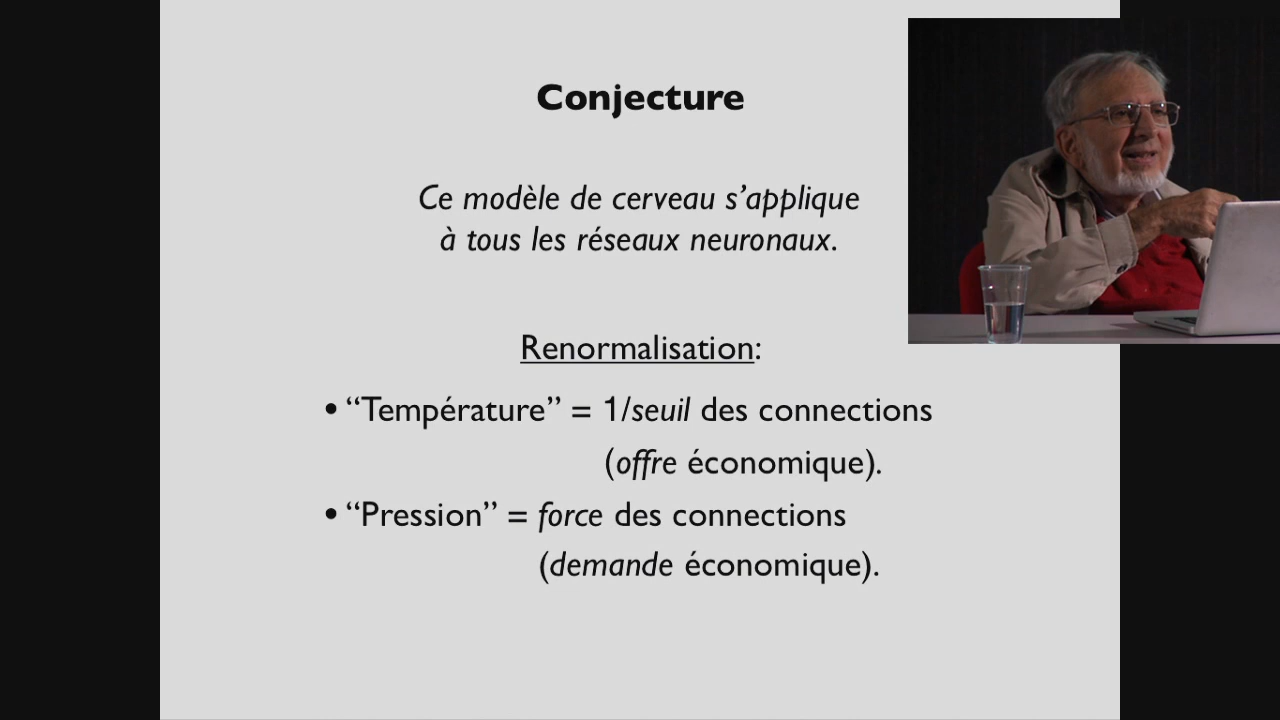 Conjecture
Ce modèle de cerveau s’applique
à tous les réseaux neuronaux.
Renormalisation:
• “Température” = 1/seuil des connections
(offre économique).
• “Pression” = force des connections
(demande économique).